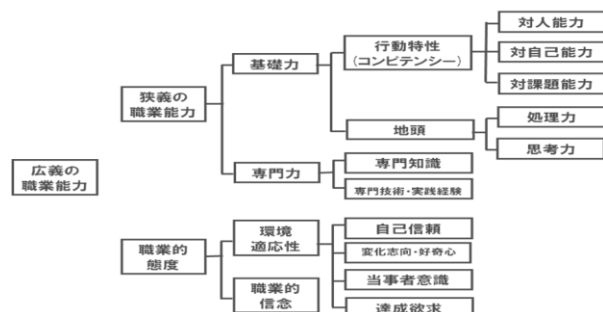 広義の
職業能力
狭義の
職業能力
基礎力
行動特性
(コンピテンシー)
対人能力
対自己能力
対課題能力
地頭
処理力
思考力
専門力
専門知識
専門技術・実践経験
職業的
態度
環境
適応性
自己信頼
変化志向・好奇心
当事者意識
達成欲求
職業的
信念